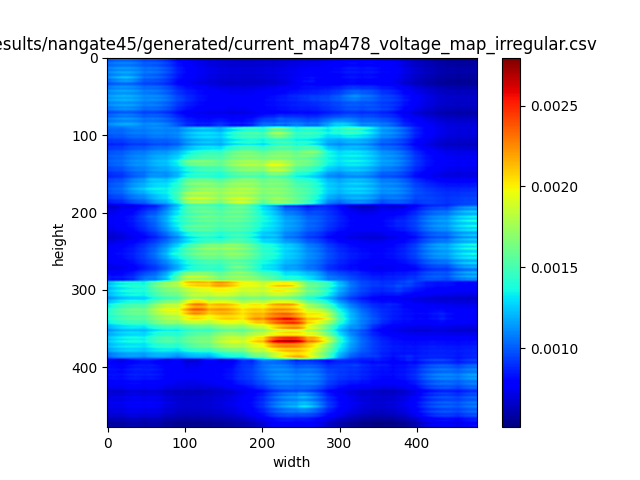 esults/nangate45/generated/current_map478_voltage_map_irregular.csv
0
100
200
300
400
height
0 100 200 300 400
width
0.0025
0.0020
0.0015
0.0010